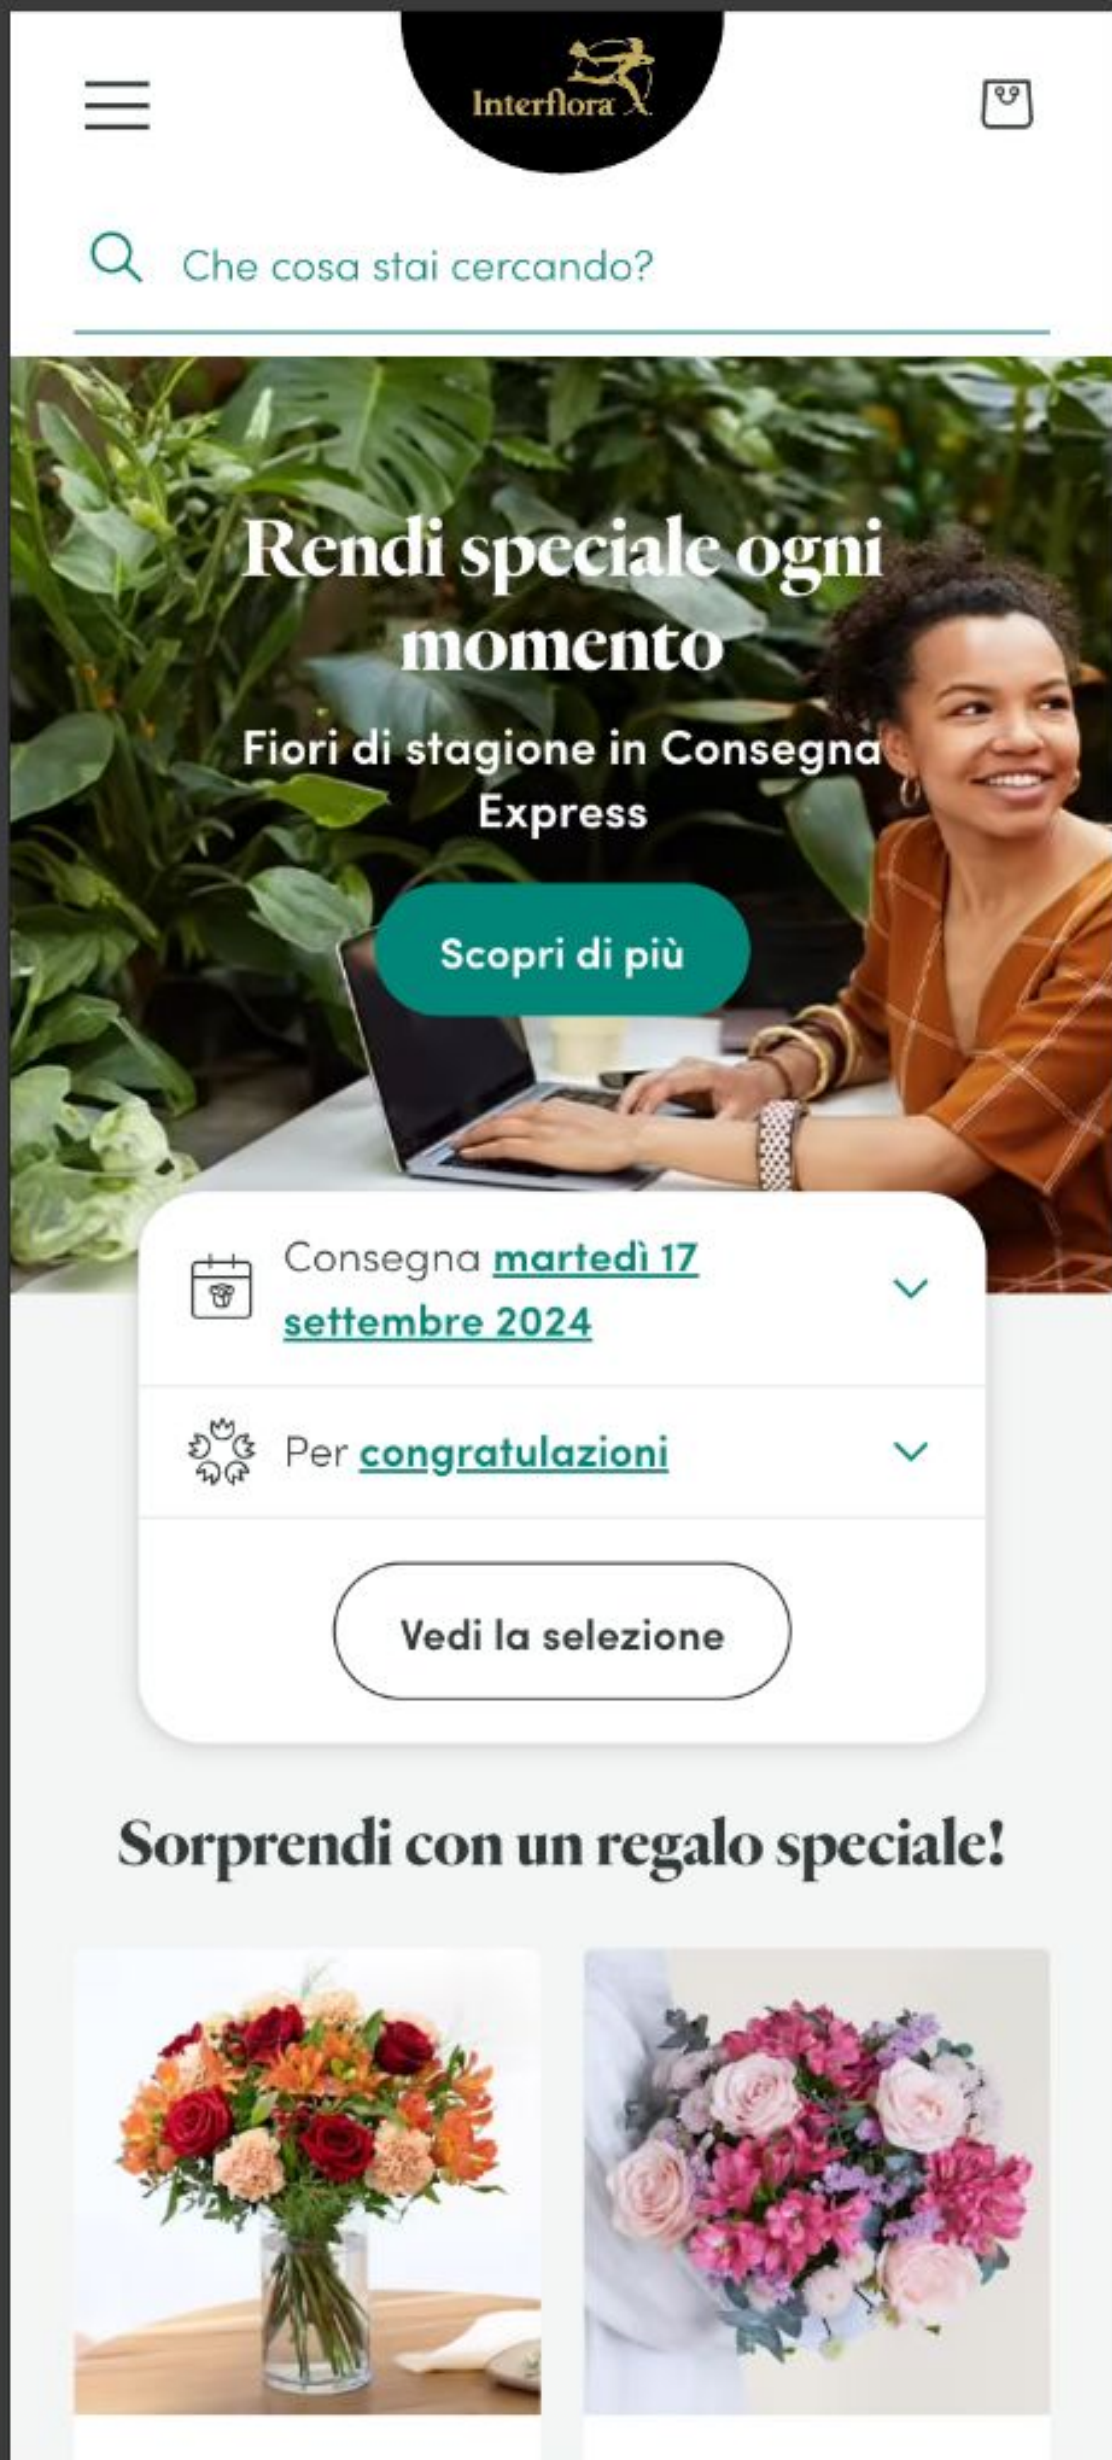 Interflora
Che cosa stai cercando?
Rendi speciale ogni
momento
Fiori di stagione in Consegna
Express
Scopri di più
Consegna martedì 17
settembre 2024
Per congratulazioni
Vedi la selezione
Sorprendi con un regalo speciale!